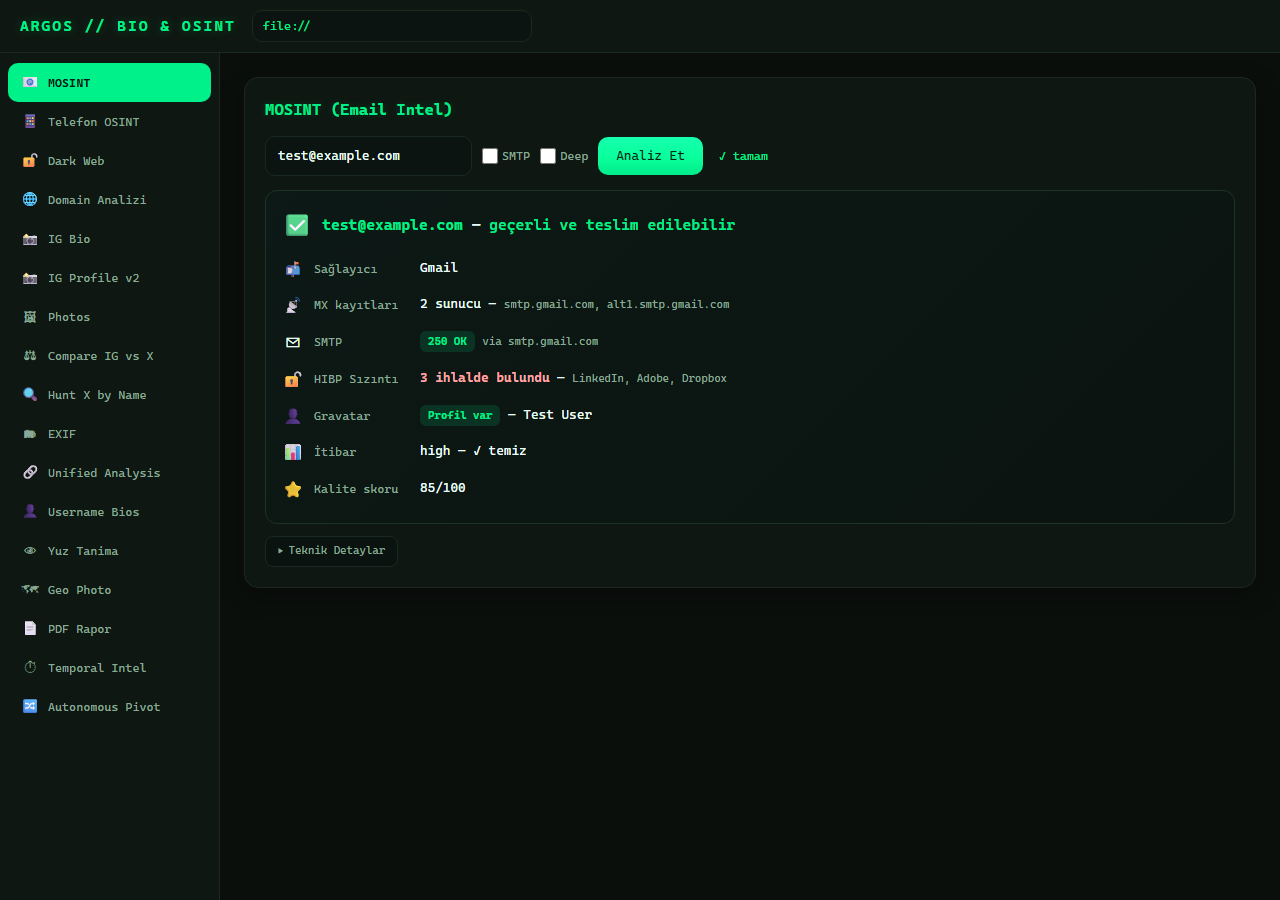 ARGOS // BIO & OSINT
file://
MOSINT
Telefon OSINT
Dark Web
Domain Analizi
IG Bio
IG Profile v2
Photos
Compare IG vs X
Hunt X by Name
EXIF
Unified Analysis
Username Bios
Yuz Tanima
Geo Photo
PDF Rapor
Temporal Intel
Autonomous Pivot
MOSINT (Email Intel)
test@example.com SMTP Deep Analiz Et ✓ tamam
test@example.com — geçerli ve teslim edilebilir
Sağlayıcı Gmail
MX kayıtları 2 sunucu — smtp.gmail.com, alt1.smtp.gmail.com
SMTP 250 OK via smtp.gmail.com
HIBP Sızıntı 3 ihlalde bulundu — LinkedIn, Adobe, Dropbox
Gravatar Profil var — Test User
İtibar high — ✓ temiz
Kalite skoru 85/100
▸ Teknik Detaylar